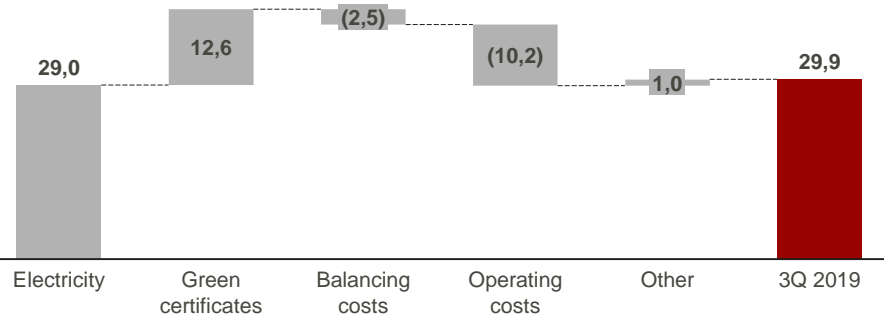 29,0
12,6
(2,5)
(10,2)
1,0
29,9
Electricity
Green
certificates
Balancing
costs
Operating
costs
Other
3Q 2019